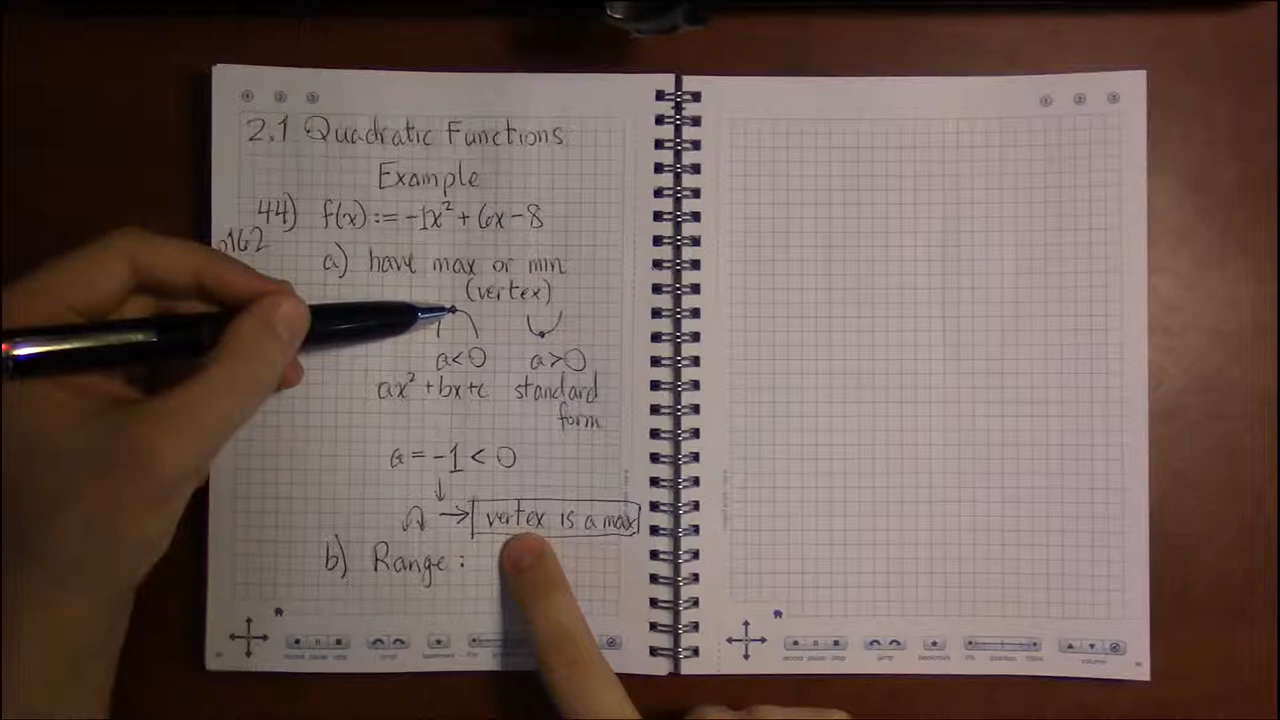 2.1 Quadratic Functions
Example
44) f(x) := -1x² + 6x - 8
p162
a) have max or min
(vertex)
a<0 a>0
ax² + bx + c standard
form
a = -1 < 0
↓
→ vertex is a max
b) Range: